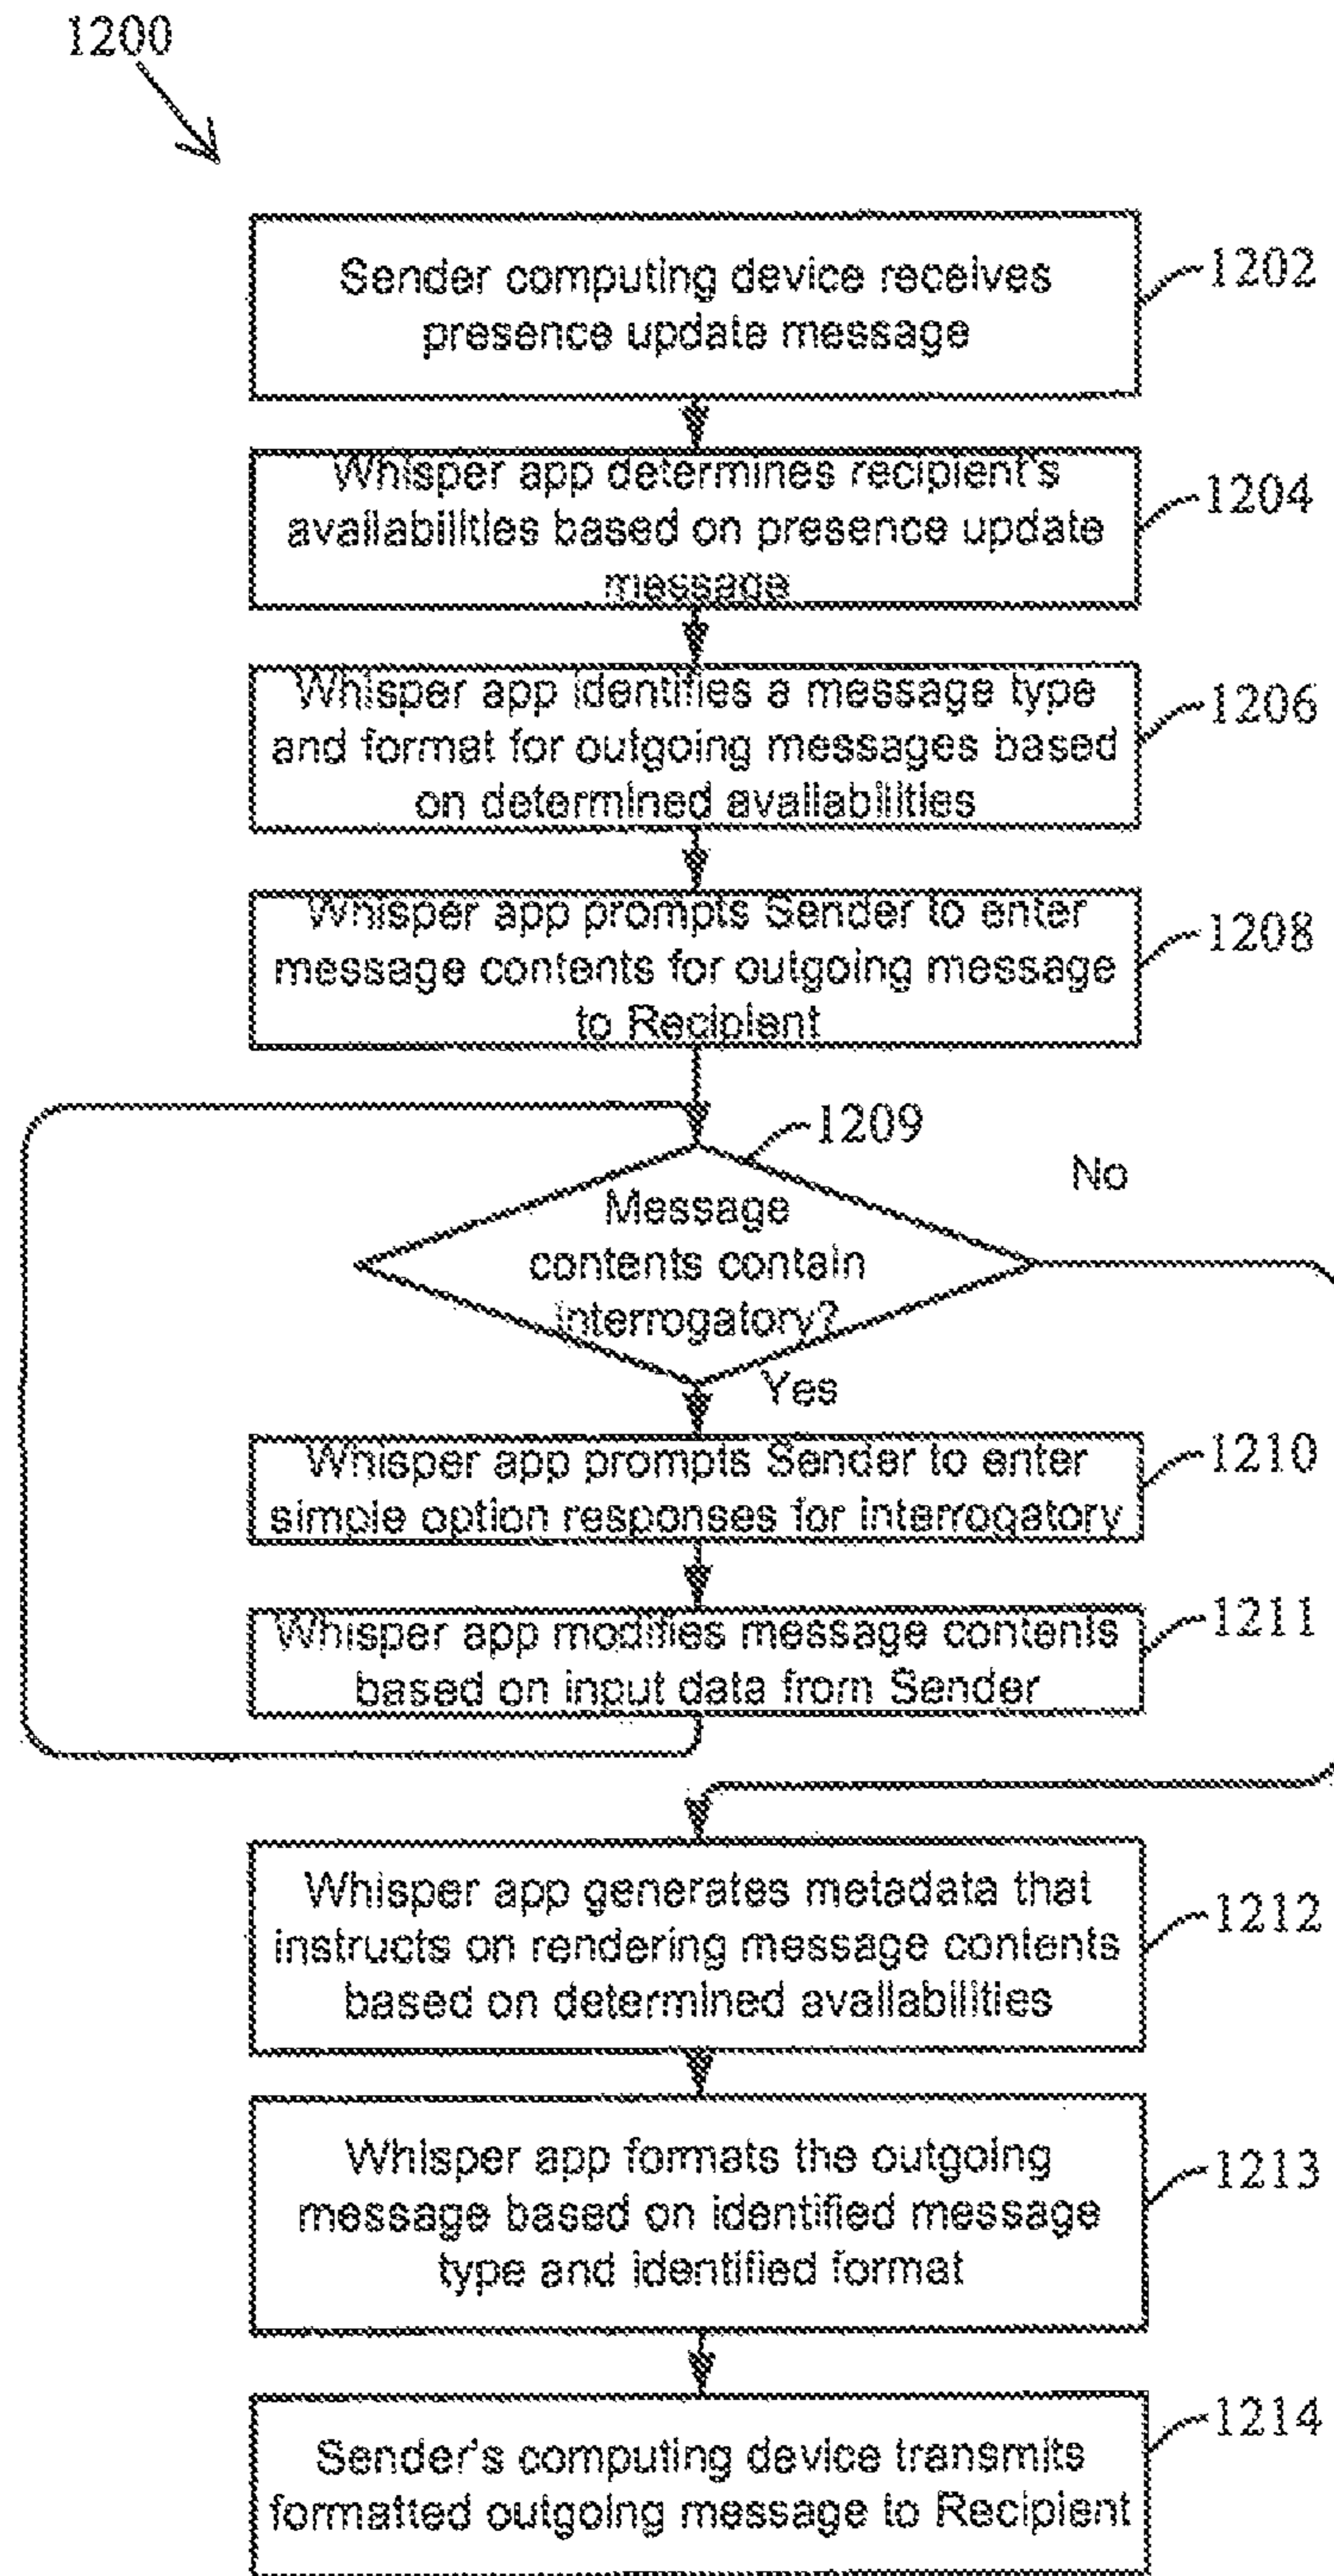 1200
Sender computing device receives
presence update message
1202
Whisper app determines recipient's
availabilities based on presence update
message
1204
Whisper app identifies a message type
and format for outgoing messages based
on determined availabilities
1206
Whisper app prompts Sender to enter
message contents for outgoing message
to Recipient
1208
1209
No
Message
contents contain
interrogatory?
Yes
Whisper app prompts Sender to enter
simple option responses for interrogatory
1210
Whisper app modifies message contents
based on input data from Sender
1211
Whisper app generates metadata that
instructs on rendering message contents
based on determined availabilities
1212
Whisper app formats the outgoing
message based on identified message
type and identified format
1213
Sender's computing device transmits
formatted outgoing message to Recipient
1214